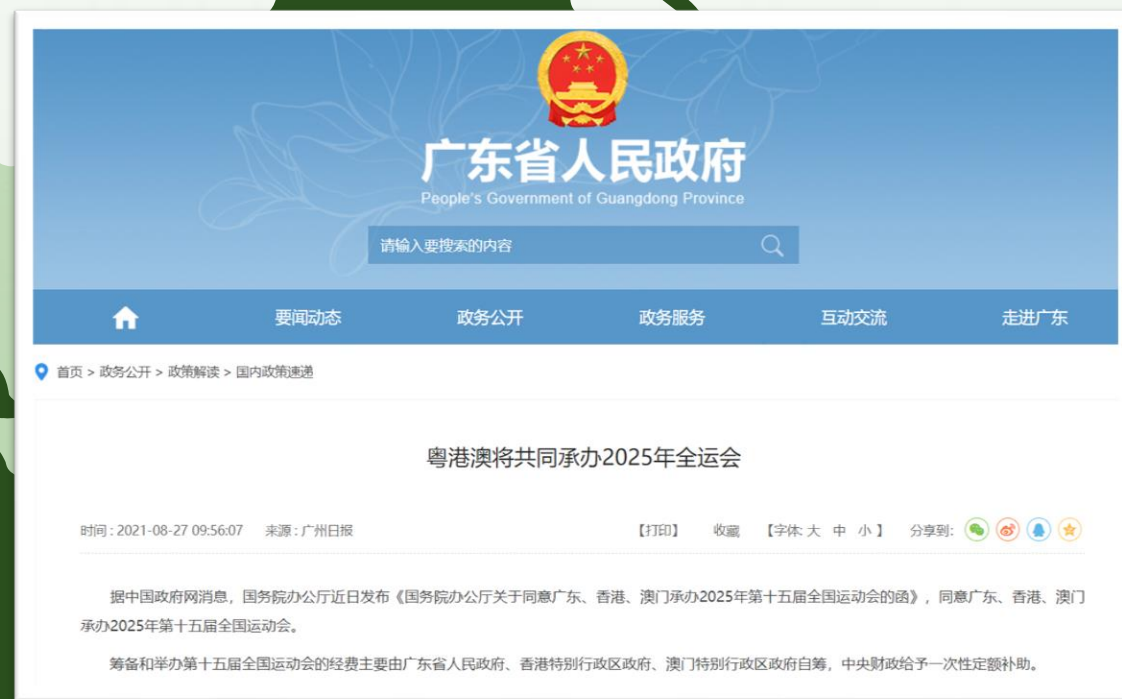 广东省人民政府
People's Government of Guangdong Province
请输入要搜索的内容
要闻动态 政务公开 政务服务 互动交流 走进广东
首页 > 政务公开 > 政策解读 > 国内政策速递
粤港澳将共同承办2025年全运会
时间 : 2021-08-27 09:56:07 来源 : 广州日报 【打印】 收藏 【字体: 大 中 小 】 分享到:
据中国政府网消息，国务院办公厅近日发布《国务院办公厅关于同意广东、香港、澳门承办2025年第十五届全国运动会的函》，同意广东、香港、澳门
承办2025年第十五届全国运动会。
筹备和举办第十五届全国运动会的经费主要由广东省人民政府、香港特别行政区政府、澳门特别行政区政府自筹，中央财政给予一次性定额补助。